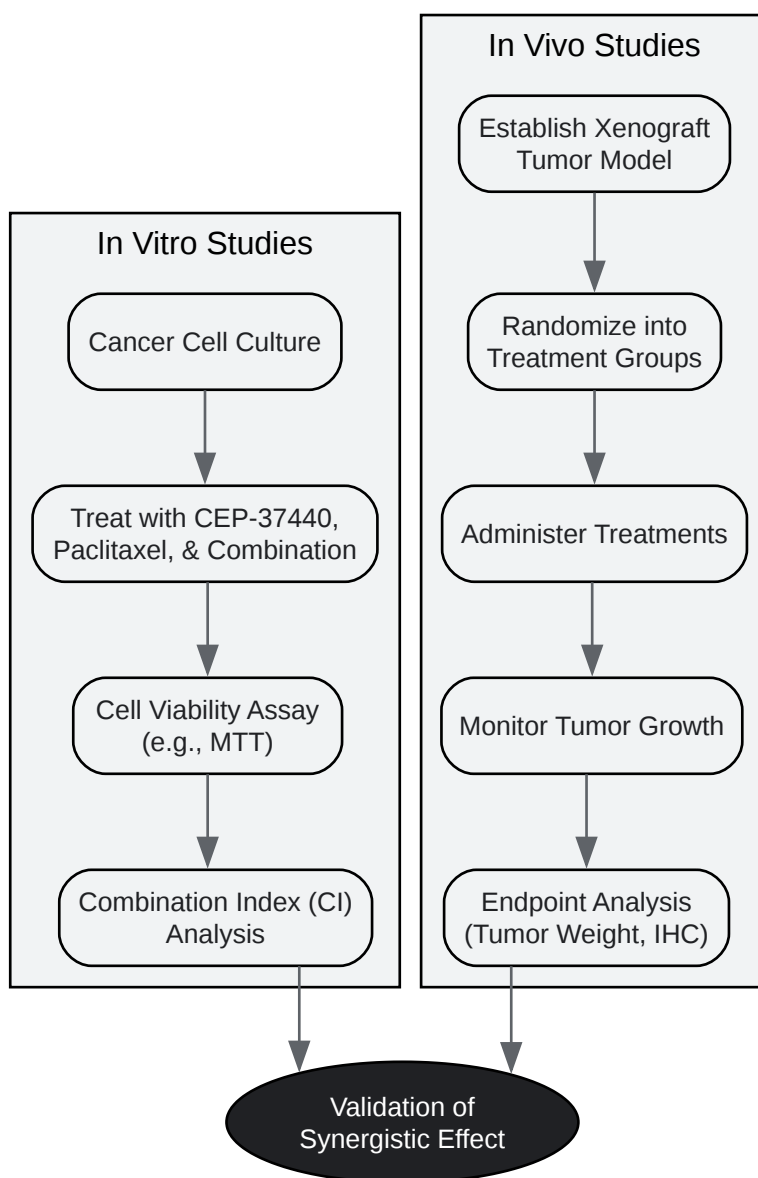 In Vitro Studies
Cancer Cell Culture
Treat with CEP-37440,
Paclitaxel, & Combination
Cell Viability Assay
(e.g., MTT)
Combination Index (CI)
Analysis
In Vivo Studies
Establish Xenograft
Tumor Model
Randomize into
Treatment Groups
Administer Treatments
Monitor Tumor Growth
Endpoint Analysis
(Tumor Weight, IHC)
Validation of
Synergistic Effect